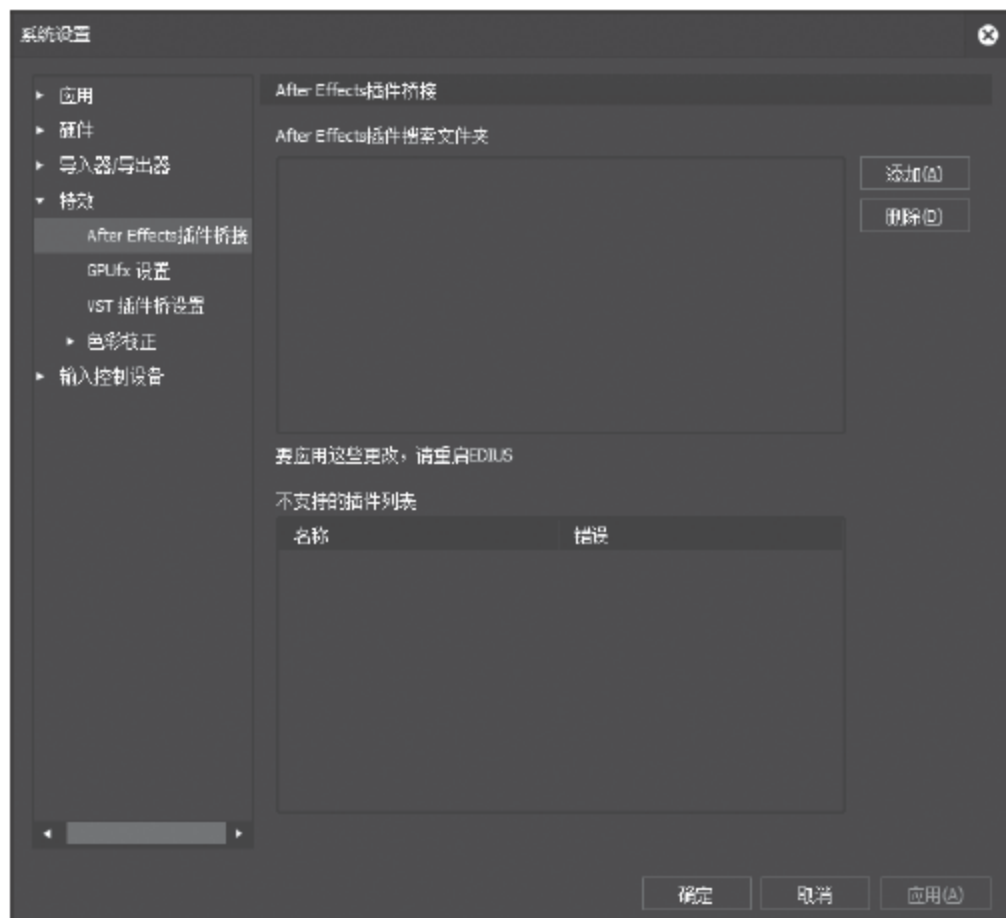 系统设置
应用
硬件
导入器/导出器
特效
After Effects插件桥接
GPUfx 设置
VST 插件桥设置
色彩校正
输入控制设备
After Effects插件桥接
After Effects插件搜索文件夹
添加(A)
删除(D)
要应用这些更改，请重启EDIUS
不支持的插件列表
名称 错误
确定 取消 应用(A)